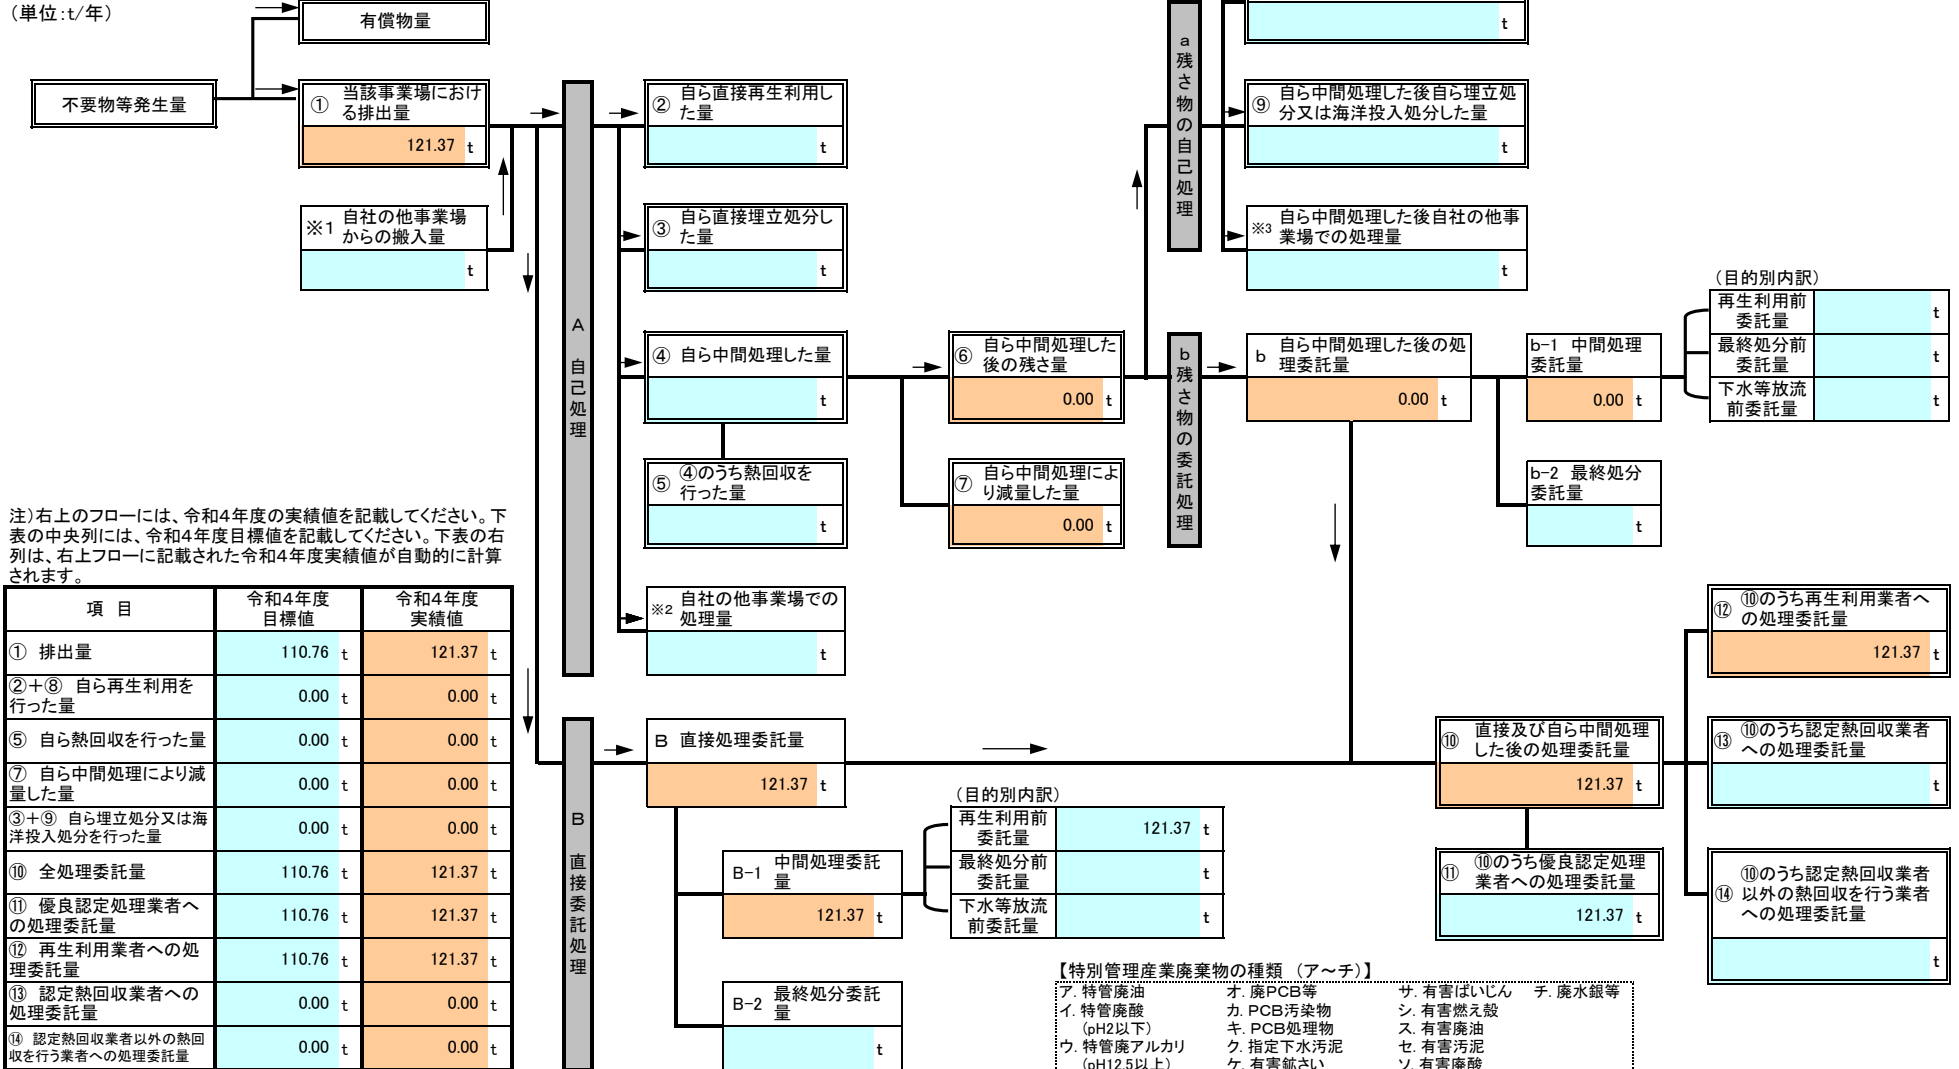 （単位：t/年）
有償物量
不要物等発生量
① 当該事業場におけ
る排出量
121.37 t
※1 自社の他事業場
からの搬入量
t
A 自己処理
② 自ら直接再生利用し
た量
t
③ 自ら直接埋立処分し
た量
t
④ 自ら中間処理した量
t
⑤ ④のうち熱回収を
行った量
t
※2 自社の他事業場での
処理量
t
⑥ 自ら中間処理した
後の残さ量
0.00 t
⑦ 自ら中間処理によ
り減量した量
0.00 t
a 残さ物の自己処理
t
⑨ 自ら中間処理した後自ら埋立処
分又は海洋投入処分した量
t
※3 自ら中間処理した後自社の他事
業場での処理量
t
b 残さ物の委託処理
b 自ら中間処理した後の処
理委託量
0.00 t
b-1 中間処理
委託量
0.00 t
b-2 最終処分
委託量
t
（目的別内訳）
再生利用前
委託量 t
最終処分前
委託量 t
下水等放流
前委託量 t
注）右上のフローには、令和4年度の実績値を記載してください。下
表の中央列には、令和4年度目標値を記載してください。下表の右
列は、右上フローに記載された令和4年度実績値が自動的に計算
されます。
項 目 令和4年度 令和4年度
目標値 実績値
① 排出量 110.76 t 121.37 t
②＋⑧ 自ら再生利用を
行った量 0.00 t 0.00 t
⑤ 自ら熱回収を行った量 0.00 t 0.00 t
⑦ 自ら中間処理により減
量した量 0.00 t 0.00 t
③＋⑨ 自ら埋立処分又は海
洋投入処分を行った量 0.00 t 0.00 t
⑩ 全処理委託量 110.76 t 121.37 t
⑪ 優良認定処理業者へ
の処理委託量 110.76 t 121.37 t
⑫ 再生利用業者への処
理委託量 110.76 t 121.37 t
⑬ 認定熱回収業者への
処理委託量 0.00 t 0.00 t
⑭ 認定熱回収業者以外の熱回
収を行う業者への処理委託量 0.00 t 0.00 t
B 直接委託処理
B 直接処理委託量
121.37 t
B-1 中間処理委託
量
121.37 t
B-2 最終処分委託
量
t
（目的別内訳）
再生利用前
委託量 121.37 t
最終処分前
委託量 t
下水等放流
前委託量 t
⑩ 直接及び自ら中間処理
した後の処理委託量
121.37 t
⑪ ⑩のうち優良認定処理
業者への処理委託量
121.37 t
⑫ ⑩のうち再生利用業者へ
の処理委託量
121.37 t
⑬ ⑩のうち認定熱回収業者
への処理委託量
t
⑭ ⑩のうち認定熱回収業者
以外の熱回収を行う業者
への処理委託量
t
【特別管理産業廃棄物の種類 （ア～チ）】
ア. 特管廃油 オ. 廃PCB等 サ. 有害ばいじん チ. 廃水銀等
イ. 特管廃酸 カ. PCB汚染物 シ. 有害燃え殻
（pH2以下） キ. PCB処理物 ス. 有害廃油
ウ. 特管廃アルカリ ク. 指定下水汚泥 セ. 有害汚泥
（pH12.5以上） ケ. 有害鉱さい ソ. 有害廃酸